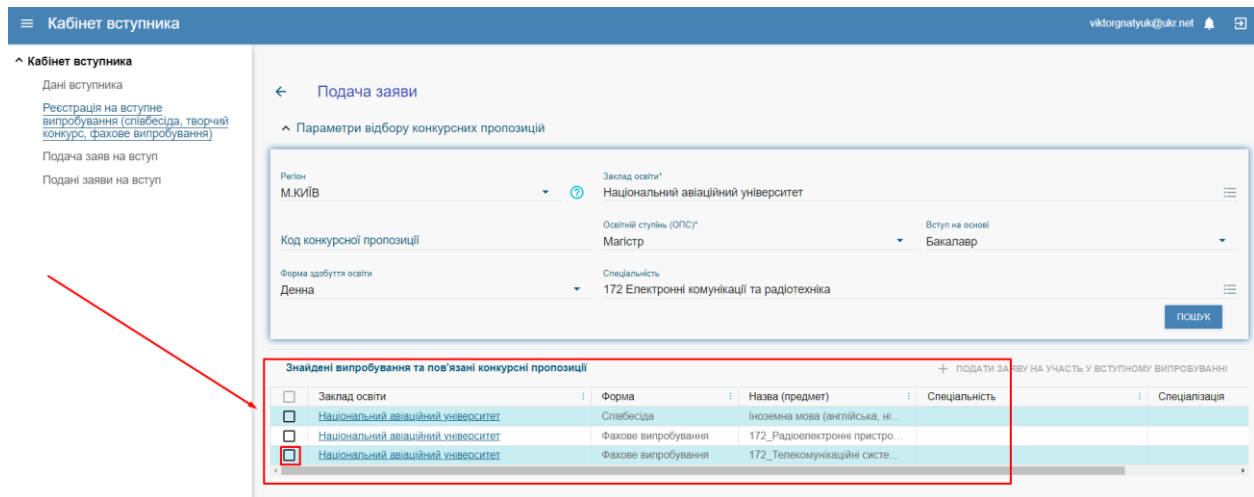 Кабінет вступника
viktorgnatyuk@ukr.net
Кабінет вступника
Дані вступника
Реєстрація на вступне
випробування (співбесіда, творчий
конкурс, фахове випробування)
Подача заяв на вступ
Подані заяви на вступ
Подача заяви
Параметри відбору конкурсних пропозицій
Регіон
М.КИЇВ
Заклад освіти*
Національний авіаційний університет
Код конкурсної пропозиції
Освітній ступінь (ОПС)*
Магістр
Вступ на основі
Бакалавр
Форма здобуття освіти
Денна
Спеціальність
172 Електронні комунікації та радіотехніка
ПОШУК
Знайдені випробування та пов'язані конкурсні пропозиції
+ ПОДАТИ ЗАЯВУ НА УЧАСТЬ У ВСТУПНОМУ ВИПРОБУВАННІ
Заклад освіти Форма Назва (предмет) Спеціальність Спеціалізація
Національний авіаційний університет Співбесіда Іноземна мова (англійська, ні...
Національний авіаційний університет Фахове випробування 172_Радіоелектронні пристро...
Національний авіаційний університет Фахове випробування 172_Телекомунікаційні систе...